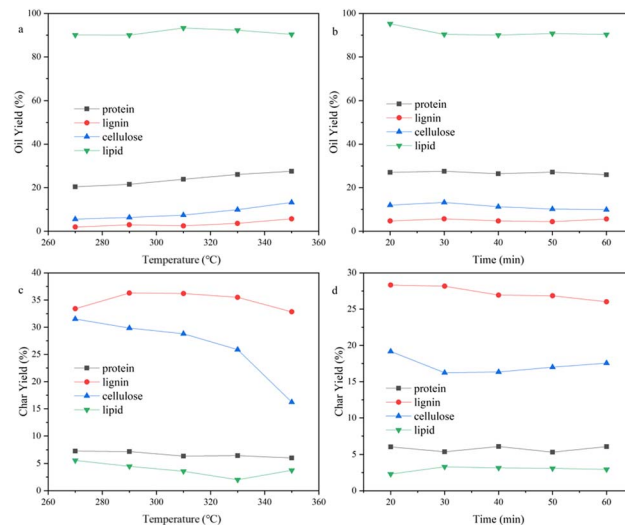 a
Oil Yield (%)
100
80
60
40
20
0
protein
lignin
cellulose
lipid
260 280 300 320 340 360
Temperature (°C)
b
Oil Yield (%)
100
80
60
40
20
0
protein
lignin
cellulose
lipid
20 30 40 50 60
Time (min)
c
Char Yield (%)
40
35
30
25
20
15
10
5
0
protein
lignin
cellulose
lipid
260 280 300 320 340 360
Temperature (°C)
d
Char Yield (%)
30
25
20
15
10
5
0
protein
lignin
cellulose
lipid
20 30 40 50 60
Time (min)